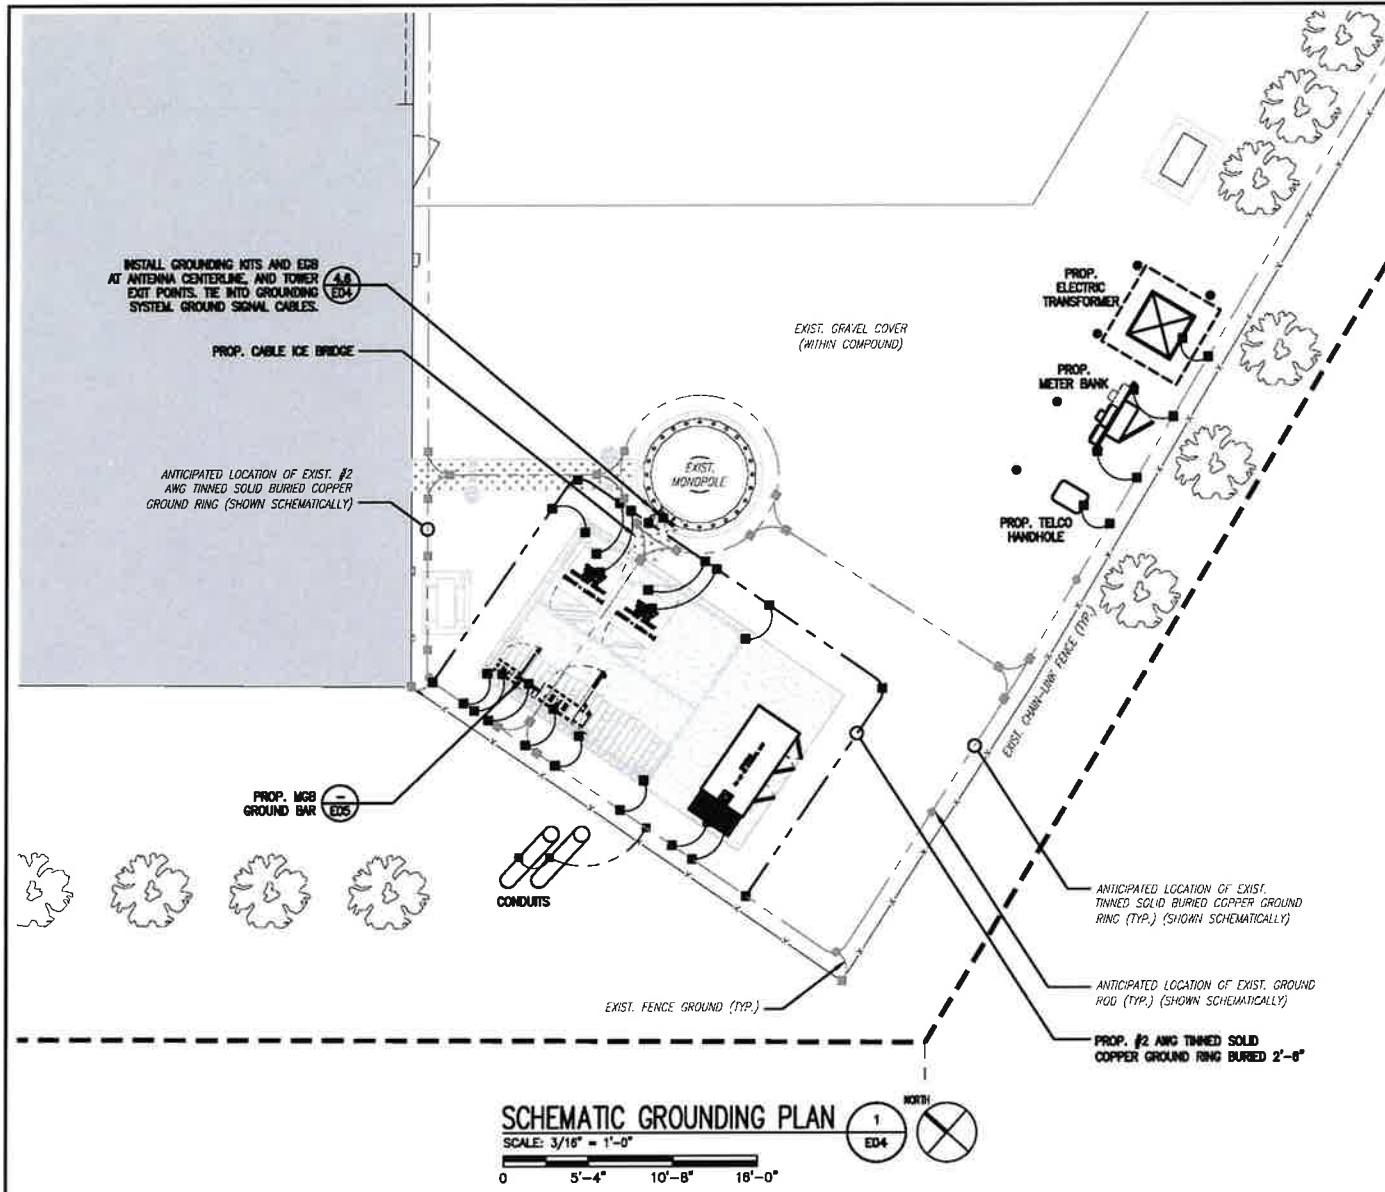 INSTALL GROUNDING KITS AND EGB
AT ANTENNA CENTERLINE, AND TOWER
EXIT POINTS. TIE INTO GROUNDING
SYSTEM. GROUND SIGNAL CABLES.
4,6
E04
PROP. CABLE ICE BRIDGE
ANTICIPATED LOCATION OF EXIST. #2
AWG TINNED SOLID BURIED COPPER
GROUND RING (SHOWN SCHEMATICALLY)
EXIST. GRAVEL COVER
(WITHIN COMPOUND)
PROP.
ELECTRIC
TRANSFORMER
PROP.
METER BANK
EXIST.
MONOPOLE
PROP. TELCO
HANDHOLE
EXIST. CHAIN-LINK FENCE (TYP.)
PROP. MGB
GROUND BAR
-
E05
CONDUITS
ANTICIPATED LOCATION OF EXIST.
TINNED SOLID BURIED COPPER GROUND
RING (TYP.) (SHOWN SCHEMATICALLY)
ANTICIPATED LOCATION OF EXIST. GROUND
ROD (TYP.) (SHOWN SCHEMATICALLY)
EXIST. FENCE GROUND (TYP.)
PROP. #2 AWG TINNED SOLID
COPPER GROUND RING BURIED 2'-6"
SCHEMATIC GROUNDING PLAN
1
E04
NORTH
SCALE: 3/16" = 1'-0"
0 5'-4" 10'-8" 16'-0"